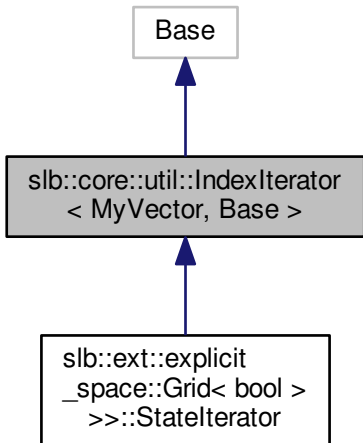 Base
slb::core::util::IndexIterator
< MyVector, Base >
slb::ext::explicit
_space::Grid< bool >
>>::StateIterator